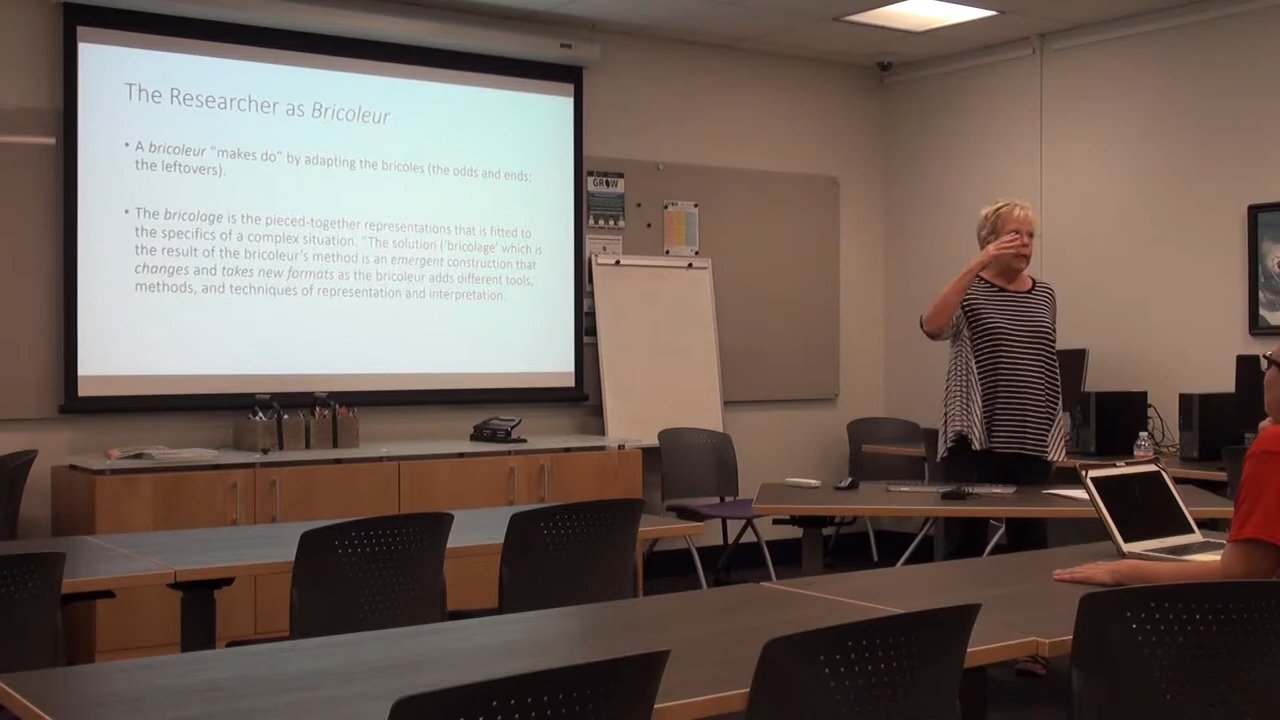 The Researcher as Bricoleur
• A bricoleur “makes do” by adapting the bricoles (the odds and ends;
the leftovers).
• The bricolage is the pieced-together representations that is fitted to
the specifics of a complex situation. “The solution (‘bricolage’ which is
the result of the bricoleur’s method is an emergent construction that
changes and takes new formats as the bricoleur adds different tools,
methods, and techniques of representation and interpretation.
GROW